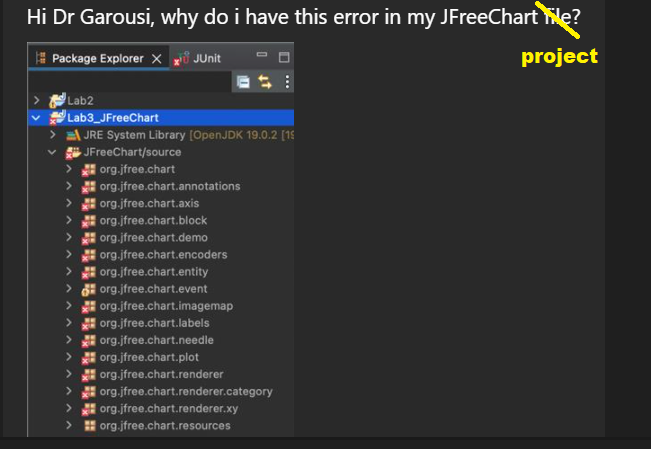 Hi Dr Garousi, why do i have this error in my JFreeChart file?
project
Package Explorer JUnit
Lab2
Lab3_JFreeChart
JRE System Library [OpenJDK 19.0.2 [19
JFreeChart/source
org.jfree.chart
org.jfree.chart.annotations
org.jfree.chart.axis
org.jfree.chart.block
org.jfree.chart.demo
org.jfree.chart.encoders
org.jfree.chart.entity
org.jfree.chart.event
org.jfree.chart.imagemap
org.jfree.chart.labels
org.jfree.chart.needle
org.jfree.chart.plot
org.jfree.chart.renderer
org.jfree.chart.renderer.category
org.jfree.chart.renderer.xy
org.jfree.chart.resources